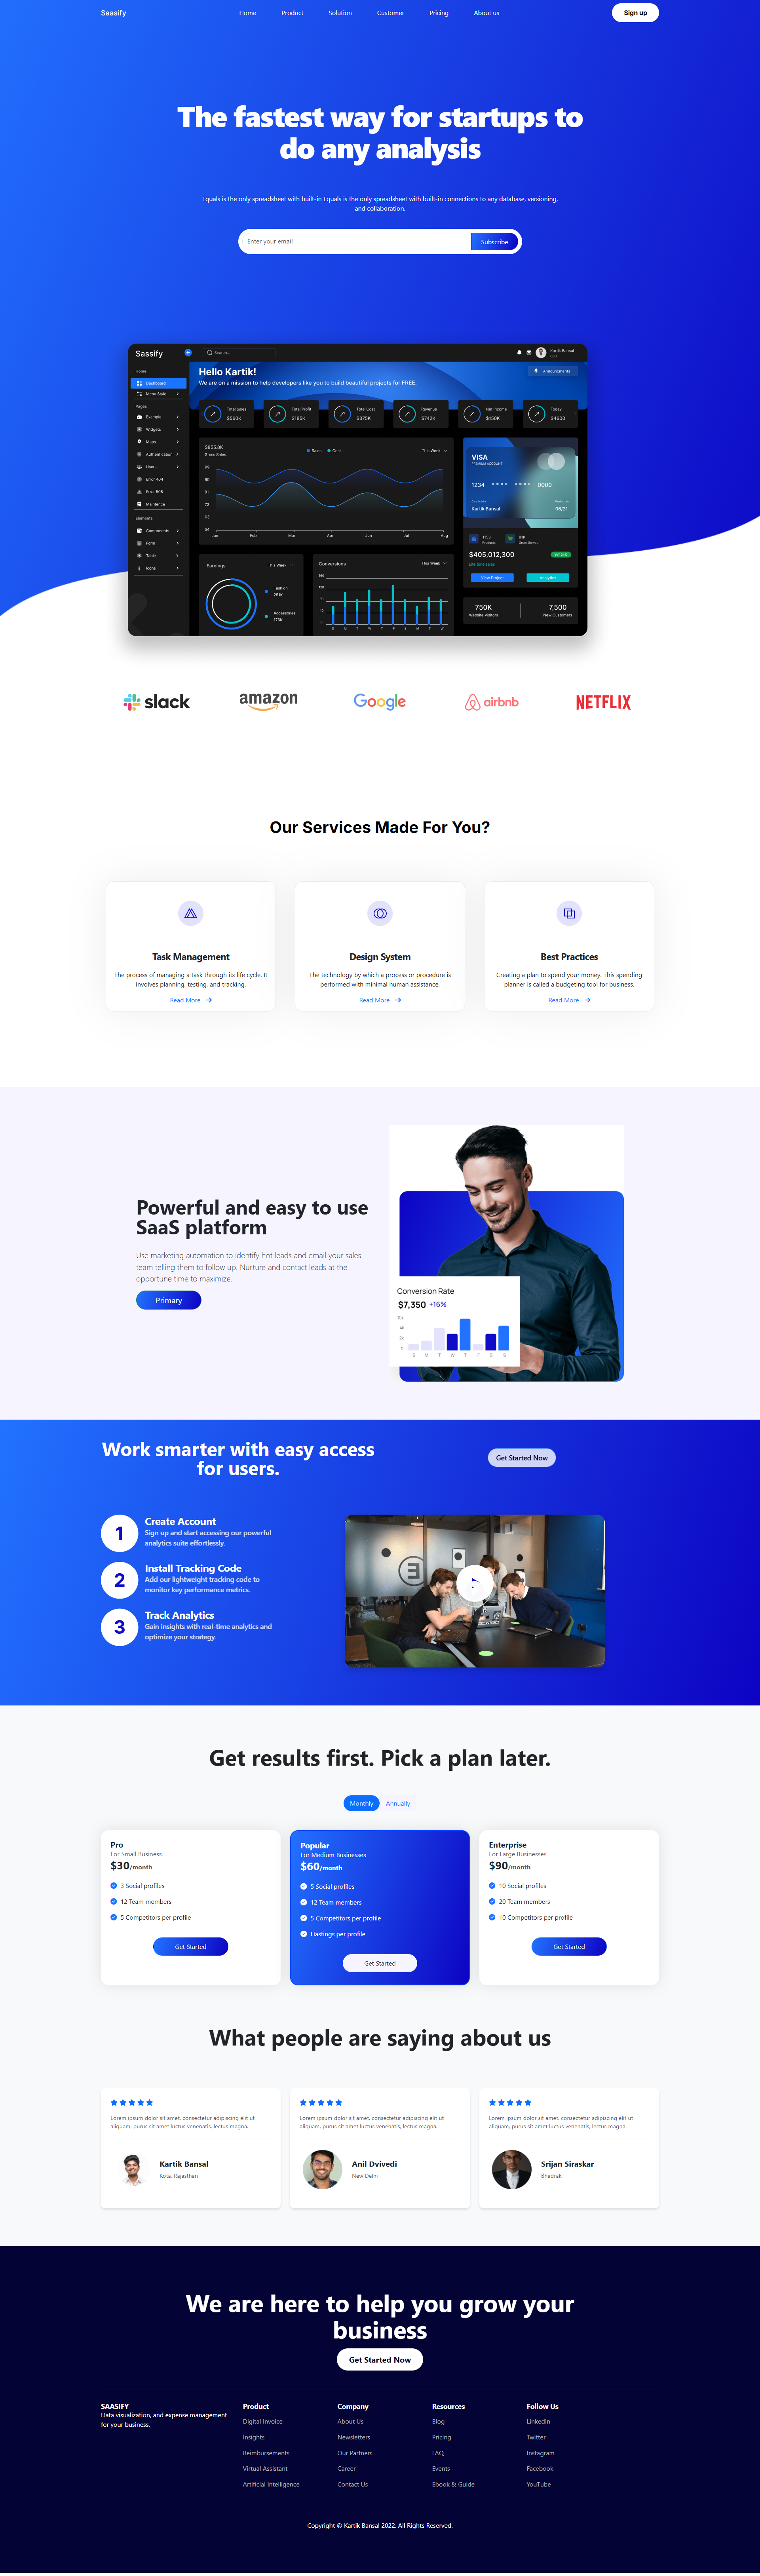 Saasify
Home Product Solution Customer Pricing About us
Sign up
The fastest way for startups to
do any analysis
Equals is the only spreadsheet with built-in Equals is the only spreadsheet with built-in connections to any database, versioning,
and collaboration.
Enter your email
Subscribe
Sassify
Search...
Kartik Bansal
Home
Dashboard
Menu Style
Pages
Example
Widgets
Maps
Authentication
Users
Error 404
Error 505
Maintence
Elements
Components
Form
Table
Icons
Hello Kartik!
We are on a mission to help developers like you to build beautiful projects for FREE.
Announcements
Total Sales
$560K
Total Profit
$185K
Total Cost
$375K
Revenue
$742K
Net Income
$150K
Today
$4600
$855.8K
Gross Sales
Sales Cost
This Week
Jan Feb Mar Apr Jun Jul Aug
VISA
PREMIUM ACCOUNT
1234 **** **** 0000
Kartik Bansal
06/21
Products
Order Served
$405,012,300
Life time sales
View Project
Analytics
750K
Website Visitors
7,500
New Customers
Earnings
This Week
Fashion
251K
Accessories
176K
Conversions
This Week
S M T W T F S S M W
slack
amazon
Google
airbnb
NETFLIX
Our Services Made For You?
Task Management
The process of managing a task through its life cycle. It
involves planning, testing, and tracking.
Read More
Design System
The technology by which a process or procedure is
performed with minimal human assistance.
Read More
Best Practices
Creating a plan to spend your money. This spending
planner is called a budgeting tool for business.
Read More
Powerful and easy to use
SaaS platform
Use marketing automation to identify hot leads and email your sales
team telling them to follow up. Nurture and contact leads at the
opportune time to maximize.
Primary
Conversion Rate
$7,350 +16%
S M T W T F S S
Work smarter with easy access
for users.
Get Started Now
1
Create Account
Sign up and start accessing our powerful
analytics suite effortlessly.
2
Install Tracking Code
Add our lightweight tracking code to
monitor key performance metrics.
3
Track Analytics
Gain insights with real-time analytics and
optimize your strategy.
Get results first. Pick a plan later.
Monthly
Annually
Pro
For Small Business
$30/month
3 Social profiles
12 Team members
5 Competitors per profile
Get Started
Popular
For Medium Businesses
$60/month
5 Social profiles
12 Team members
5 Competitors per profile
Hastings per profile
Get Started
Enterprise
For Large Businesses
$90/month
10 Social profiles
20 Team members
10 Competitors per profile
Get Started
What people are saying about us
Lorem ipsum dolor sit amet, consectetur adipiscing elit ut
aliquam, purus sit amet luctus venenatis, lectus magna.
Kartik Bansal
Kota, Rajasthan
Lorem ipsum dolor sit amet, consectetur adipiscing elit ut
aliquam, purus sit amet luctus venenatis, lectus magna.
Anil Dvivedi
New Delhi
Lorem ipsum dolor sit amet, consectetur adipiscing elit ut
aliquam, purus sit amet luctus venenatis, lectus magna.
Srijan Siraskar
Bhadrak
We are here to help you grow your
business
Get Started Now
SAASIFY
Data visualization, and expense management
for your business.
Product
Digital Invoice
Insights
Reimbursements
Virtual Assistant
Artificial Intelligence
Company
About Us
Newsletters
Our Partners
Career
Contact Us
Resources
Blog
Pricing
FAQ
Events
Ebook & Guide
Follow Us
LinkedIn
Twitter
Instagram
Facebook
YouTube
Copyright © Kartik Bansal 2022. All Rights Reserved.